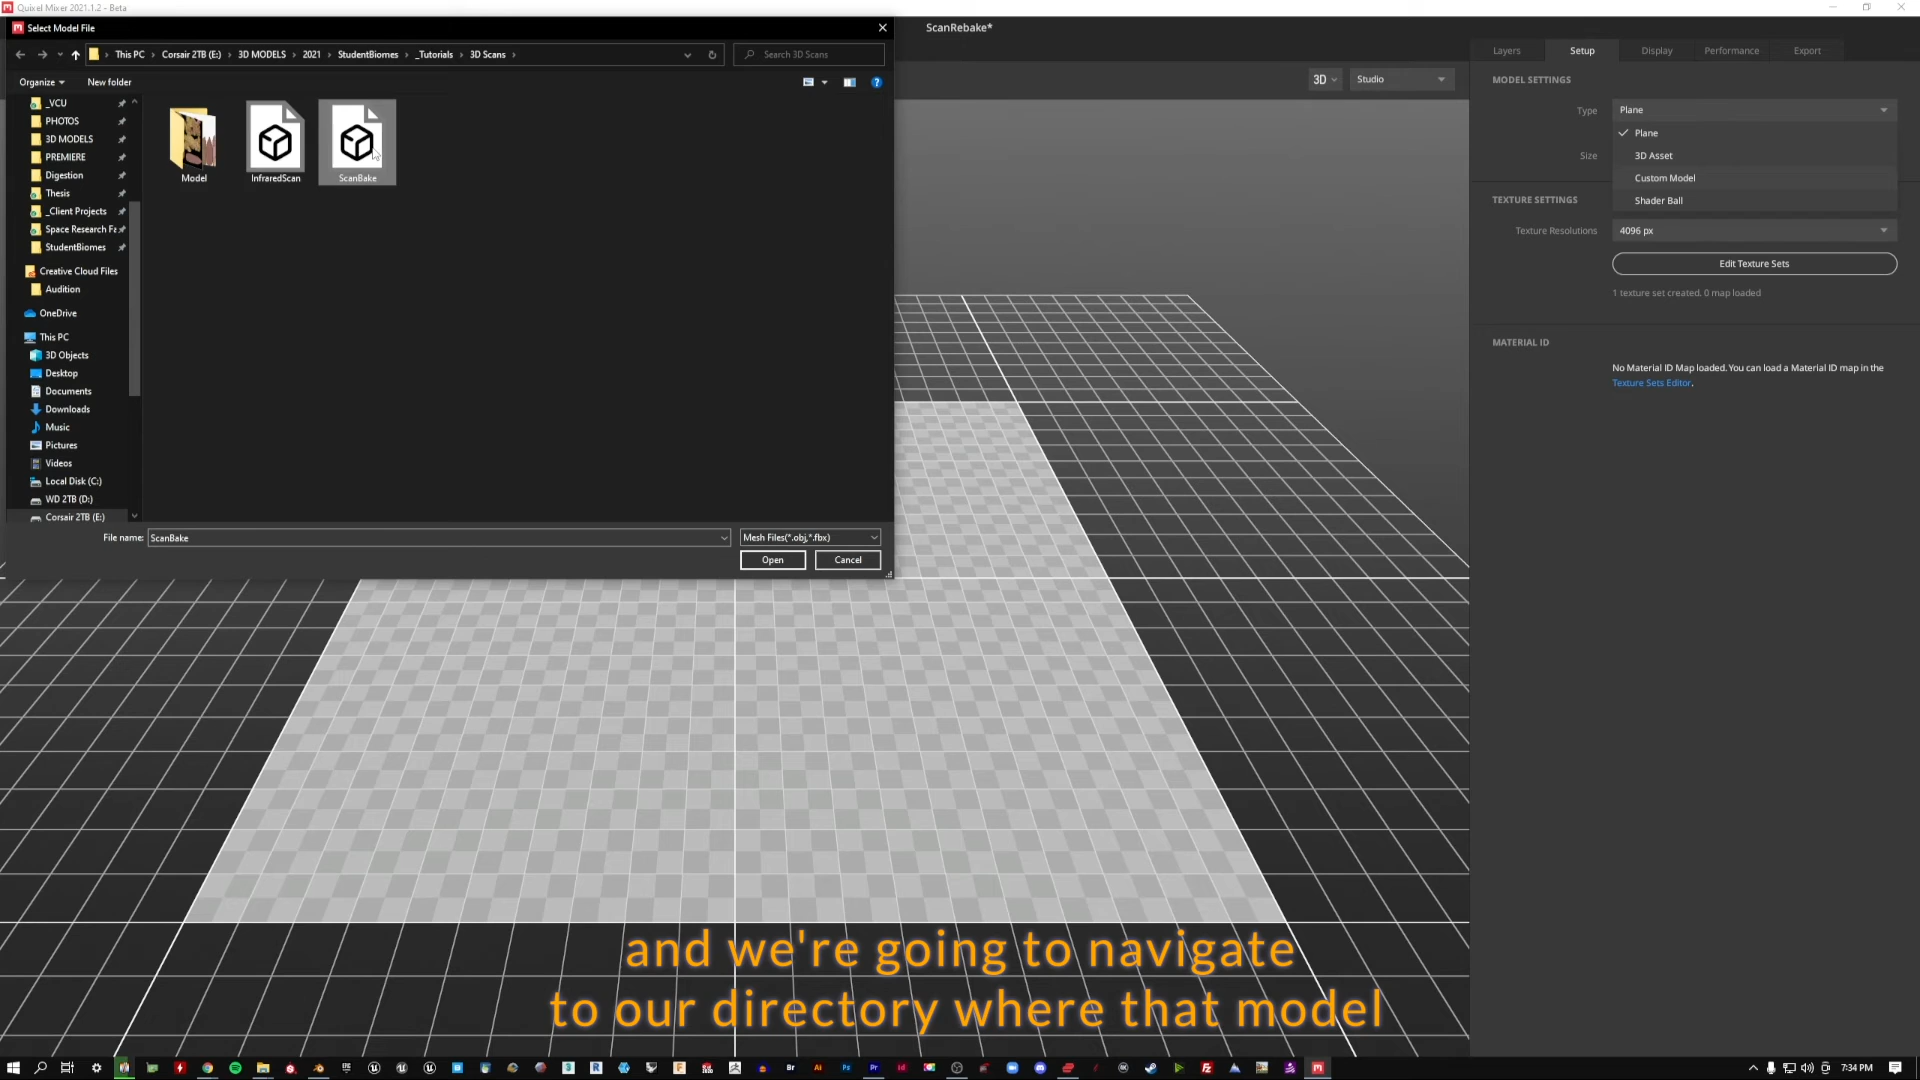 Quixel Mixer 2021.1.2 - Beta
Select Model File
ScanRebake*
This PC > Corsair 2TB (E:) > 3D MODELS > 2021 > StudentBiomes > _Tutorials > 3D Scans >
Search 3D Scans
Organize
New folder
_VCU
PHOTOS
3D MODELS
PREMIERE
Digestion
Thesis
_Client Projects
Space Research Fa
StudentBiomes
Creative Cloud Files
Audition
OneDrive
This PC
3D Objects
Desktop
Documents
Downloads
Music
Pictures
Videos
Local Disk (C:)
WD 2TB (D:)
Corsair 2TB (E:)
Model
InfraredScan
ScanBake
File name:
ScanBake
Mesh Files(*.obj,*.fbx)
Open
Cancel
3D
Studio
Layers
Setup
Display
Performance
Export
MODEL SETTINGS
Type
Plane
Plane
3D Asset
Custom Model
Shader Ball
Size
TEXTURE SETTINGS
Texture Resolutions
4096 px
Edit Texture Sets
1 texture set created. 0 map loaded
MATERIAL ID
No Material ID Map loaded. You can load a Material ID map in the
Texture Sets Editor.
and we're going to navigate
to our directory where that model
7:34 PM